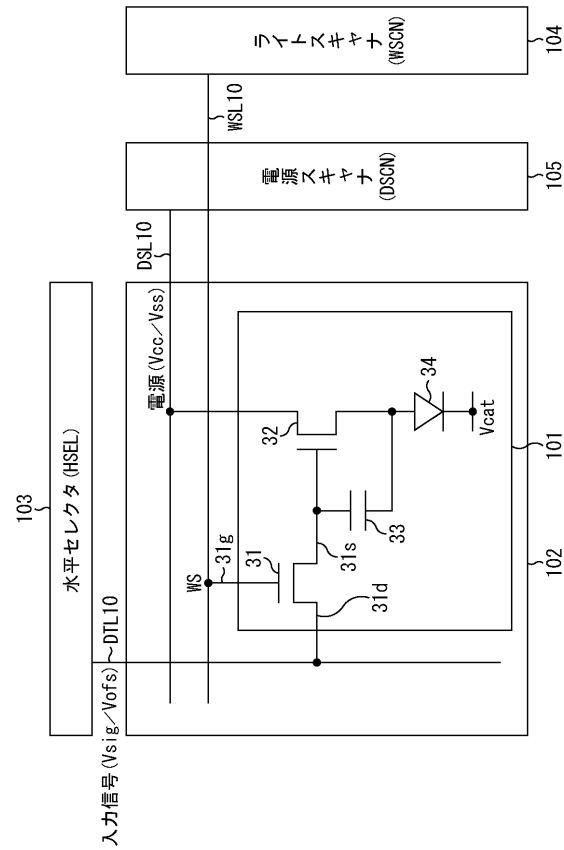 103
水平セレクタ(HSEL)
入力信号(Vsig／Vofs)
DTL10
電源(Vcc／Vss)
DSL10
WSL10
ライトスキャナ
(WSCN)
104
電源
スキャナ
(DSCN)
105
WS
31g
31
31s
31d
32
33
34
Vcat
101
102